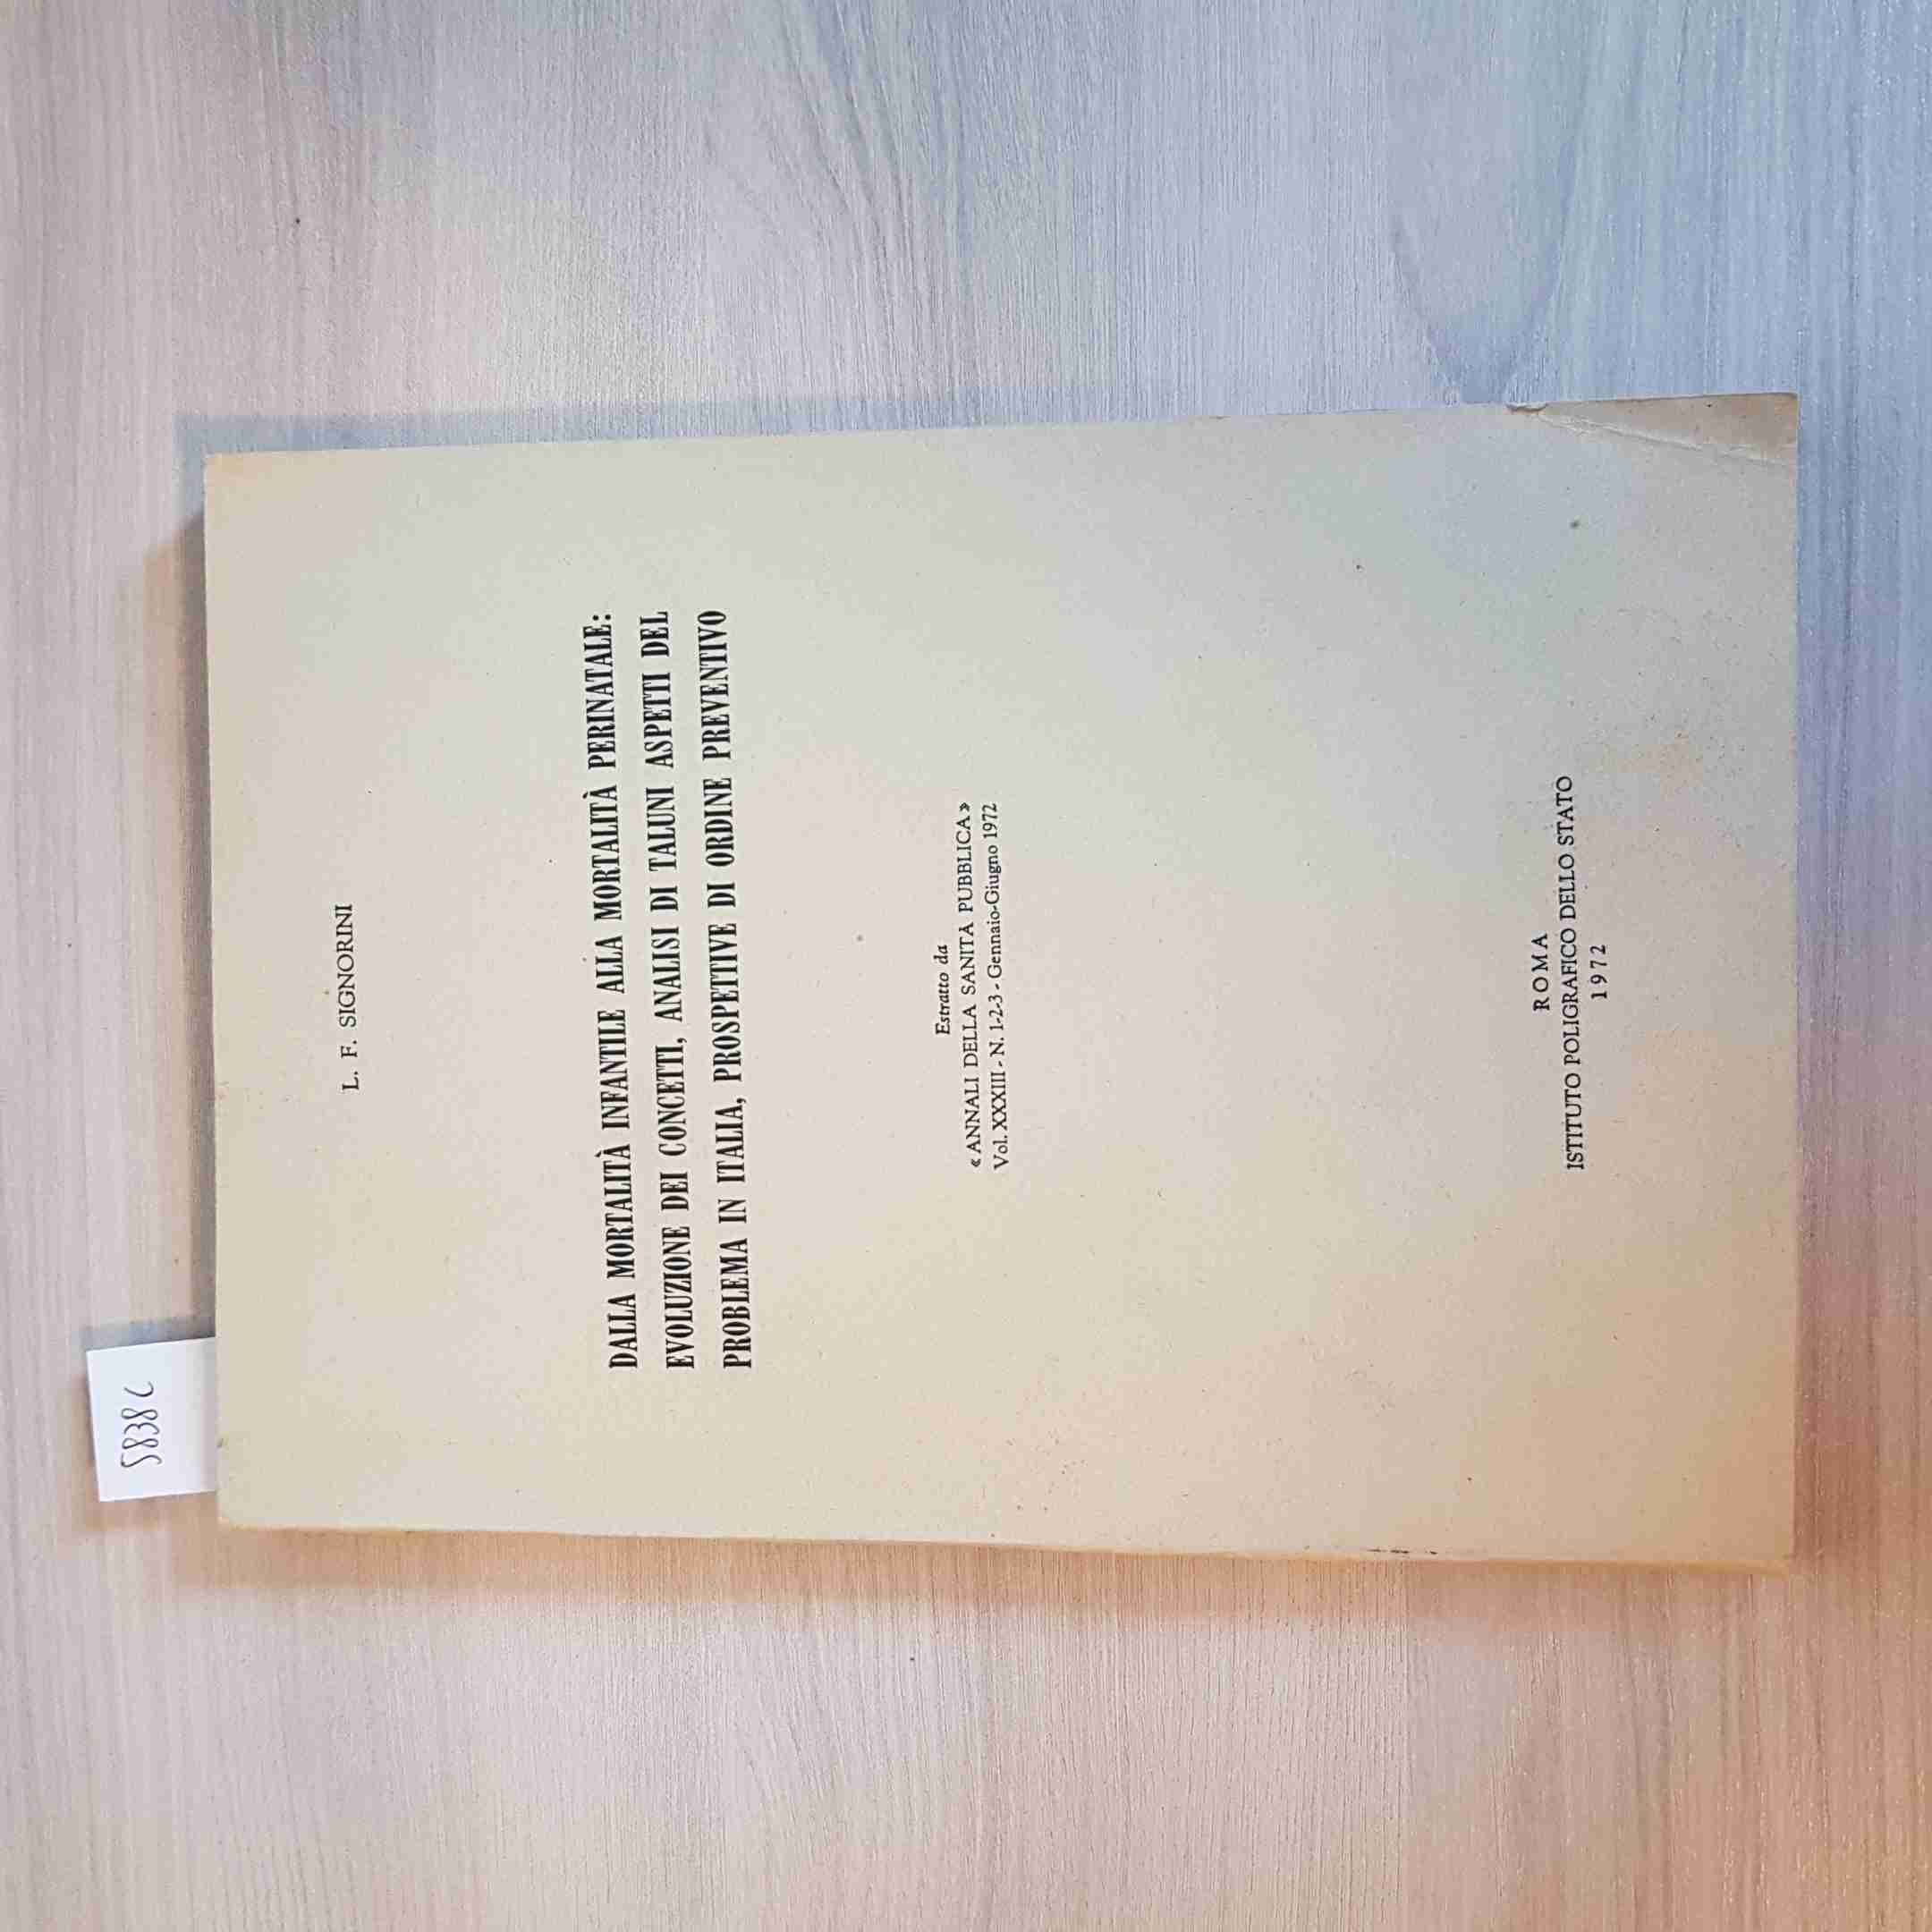 5838 C
L. F. SIGNORINI
DALLA MORTALITÀ INFANTILE ALLA MORTALITÀ PERINATALE:
EVOLUZIONE DEI CONCETTI, ANALISI DI TALUNI ASPETTI DEL
PROBLEMA IN ITALIA, PROSPETTIVE DI ORDINE PREVENTIVO
Estratto da
« ANNALI DELLA SANITÀ PUBBLICA »
Vol. XXXIII - N. 1-2-3 - Gennaio-Giugno 1972
ROMA
ISTITUTO POLIGRAFICO DELLO STATO
1972